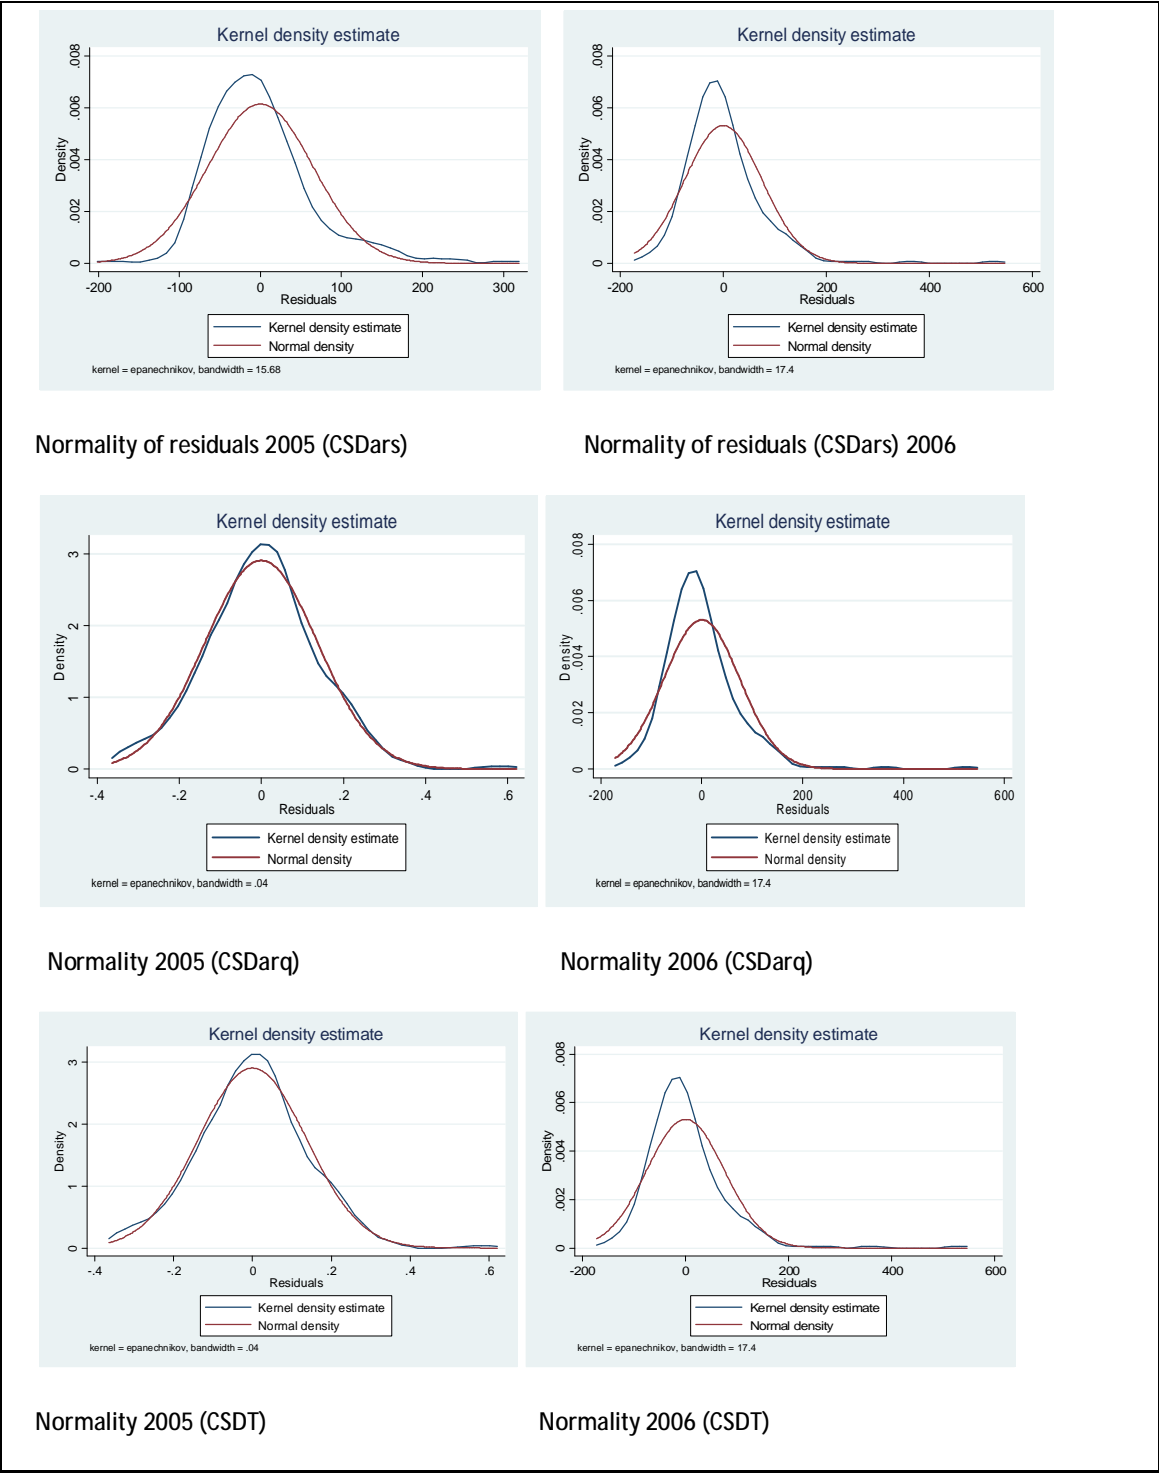 Kernel density estimate
Density
0 .002 .004 .006 .008
-200 -100 0 100 200 300
Residuals
Kernel density estimate
Normal density
kernel = epanechnikov, bandwidth = 15.68
Kernel density estimate
Density
0 .002 .004 .006 .008
-200 0 200 400 600
Residuals
Kernel density estimate
Normal density
kernel = epanechnikov, bandwidth = 17.4
Normality of residuals 2005 (CSDars)
Normality of residuals (CSDars) 2006
Kernel density estimate
Density
0 1 2 3
-.4 -.2 0 .2 .4 .6
Residuals
Kernel density estimate
Normal density
kernel = epanechnikov, bandwidth = .04
Kernel density estimate
Density
0 .002 .004 .006 .008
-200 0 200 400 600
Residuals
Kernel density estimate
Normal density
kernel = epanechnikov, bandwidth = 17.4
Normality 2005 (CSDarq)
Normality 2006 (CSDarq)
Kernel density estimate
Density
0 1 2 3
-.4 -.2 0 .2 .4 .6
Residuals
Kernel density estimate
Normal density
kernel = epanechnikov, bandwidth = .04
Kernel density estimate
Density
0 .002 .004 .006 .008
-200 0 200 400 600
Residuals
Kernel density estimate
Normal density
kernel = epanechnikov, bandwidth = 17.4
Normality 2005 (CSDT)
Normality 2006 (CSDT)